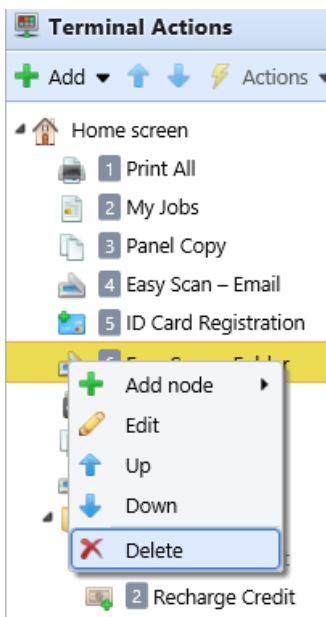 Terminal Actions
Add Actions
Home screen
1 Print All
2 My Jobs
3 Panel Copy
4 Easy Scan – Email
5 ID Card Registration
Add node
Edit
Up
Down
Delete
2 Recharge Credit